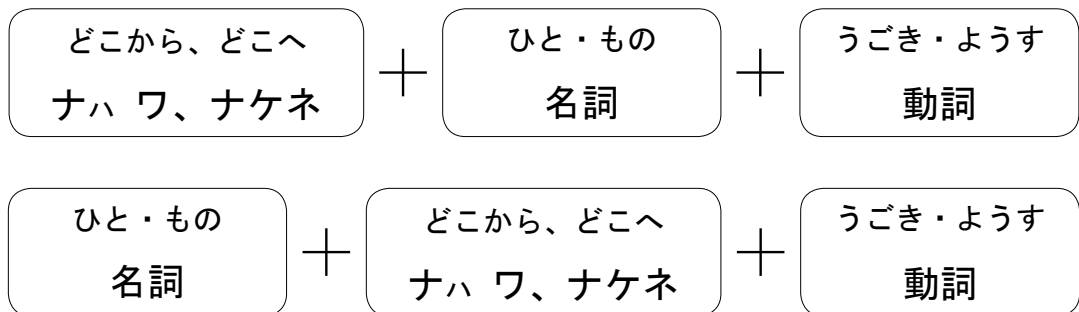 どこから、どこへ ひと・もの うごき・ようす
ナㇵ ワ、ナケネ + 名詞 + 動詞
ひと・もの どこから、どこへ うごき・ようす
名詞 + ナㇵ ワ、ナケネ + 動詞